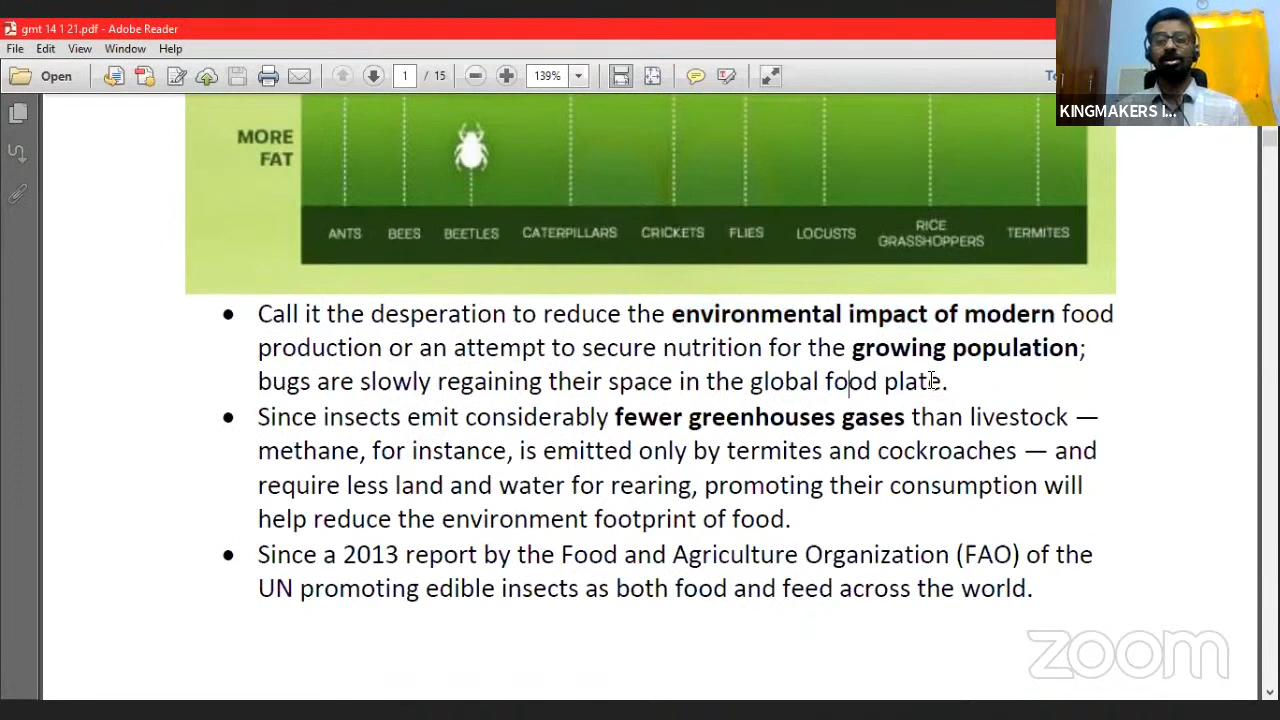 gmt 14 1 21.pdf - Adobe Reader
File Edit View Window Help
Open 1 / 15 139% To
KINGMAKERS I...
MORE
FAT
ANTS BEES BEETLES CATERPILLARS CRICKETS FLIES LOCUSTS RICE GRASSHOPPERS TERMITES
• Call it the desperation to reduce the environmental impact of modern food
production or an attempt to secure nutrition for the growing population;
bugs are slowly regaining their space in the global food plate.
• Since insects emit considerably fewer greenhouses gases than livestock —
methane, for instance, is emitted only by termites and cockroaches — and
require less land and water for rearing, promoting their consumption will
help reduce the environment footprint of food.
• Since a 2013 report by the Food and Agriculture Organization (FAO) of the
UN promoting edible insects as both food and feed across the world.
zoom